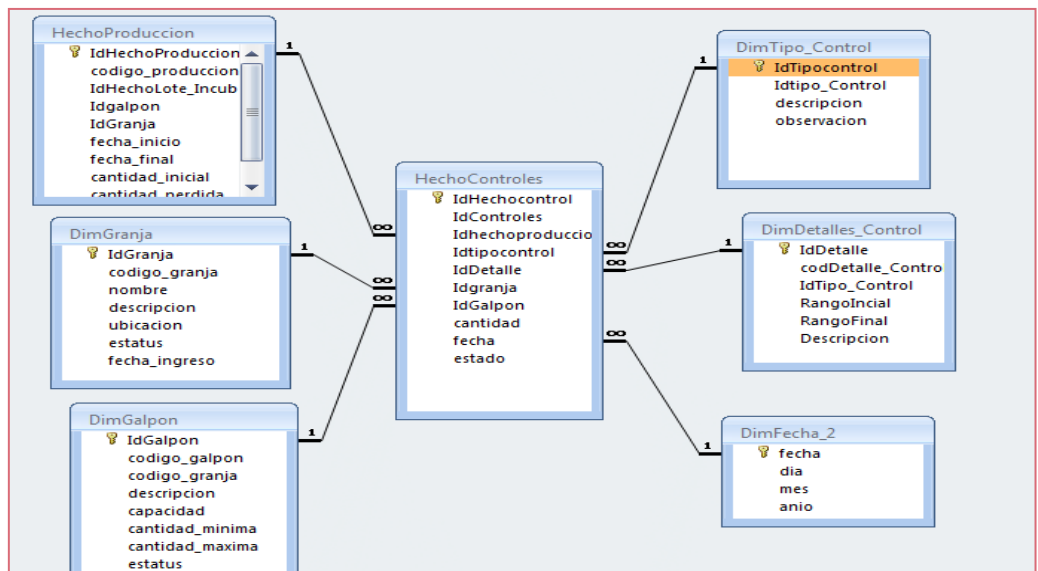 HechoProduccion
IdHechoProduccion
codigo_produccion
IdHechoLote_Incub
Idgalpon
IdGranja
fecha_inicio
fecha_final
cantidad_inicial
cantidad_perdida
1
DimGranja
IdGranja
codigo_granja
nombre
descripcion
ubicacion
estatus
fecha_ingreso
1
DimGalpon
IdGalpon
codigo_galpon
codigo_granja
descripcion
capacidad
cantidad_minima
cantidad_maxima
estatus
1
HechoControles
IdHechocontrol
IdControles
Idhechoproduccio
Idtipocontrol
IdDetalle
Idgranja
IdGalpon
cantidad
fecha
estado
∞
∞
∞
∞
∞
∞
DimTipo_Control
IdTipocontrol
Idtipo_Control
descripcion
observacion
1
DimDetalles_Control
IdDetalle
codDetalle_Contro
IdTipo_Control
RangoIncial
RangoFinal
Descripcion
1
DimFecha_2
fecha
dia
mes
anio
1